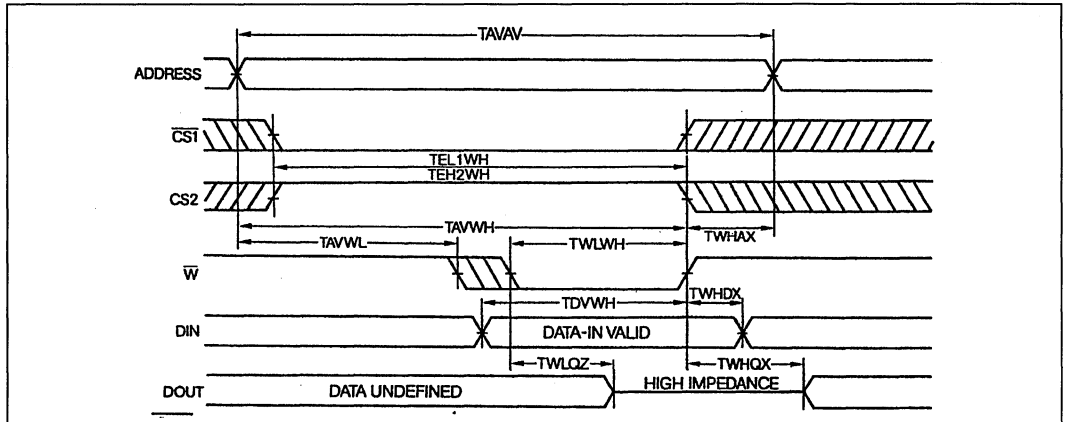 TAVAV
ADDRESS
CS1
TEL1WH
TEH2WH
CS2
TAVWH
TAVWL
TWLWH
TWHAX
W
TDVWH
TWHDX
DIN
DATA-IN VALID
TWLQZ
TWHQX
DOUT
DATA UNDEFINED
HIGH IMPEDANCE